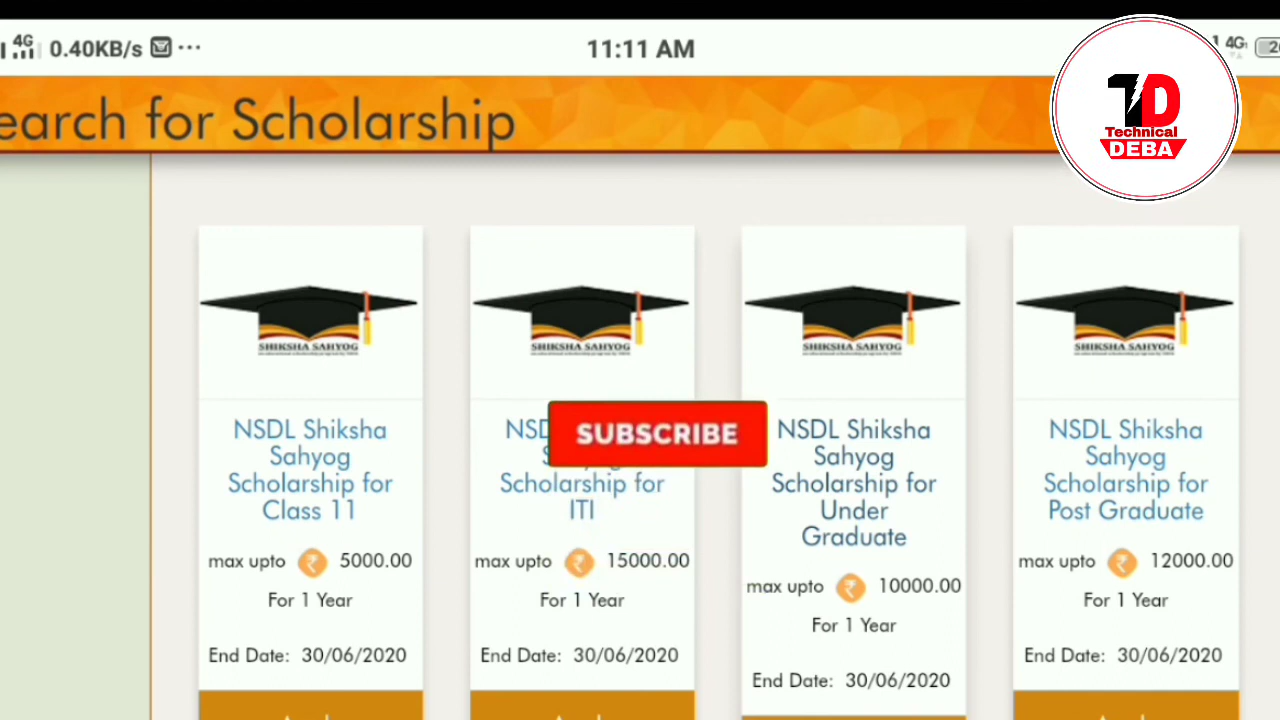 4G 0.40KB/s ... 11:11 AM 4G
earch for Scholarship
Technical
DEBA
SHIKSHA SAHYOG
SHIKSHA SAHYOG
SHIKSHA SAHYOG
SHIKSHA SAHYOG
NSDL Shiksha
Sahyog
Scholarship for
Class 11
max upto ₹ 5000.00
For 1 Year
End Date: 30/06/2020
SUBSCRIBE
Scholarship for
ITI
max upto ₹ 15000.00
For 1 Year
End Date: 30/06/2020
NSDL Shiksha
Sahyog
Scholarship for
Under
Graduate
max upto ₹ 10000.00
For 1 Year
End Date: 30/06/2020
NSDL Shiksha
Sahyog
Scholarship for
Post Graduate
max upto ₹ 12000.00
For 1 Year
End Date: 30/06/2020